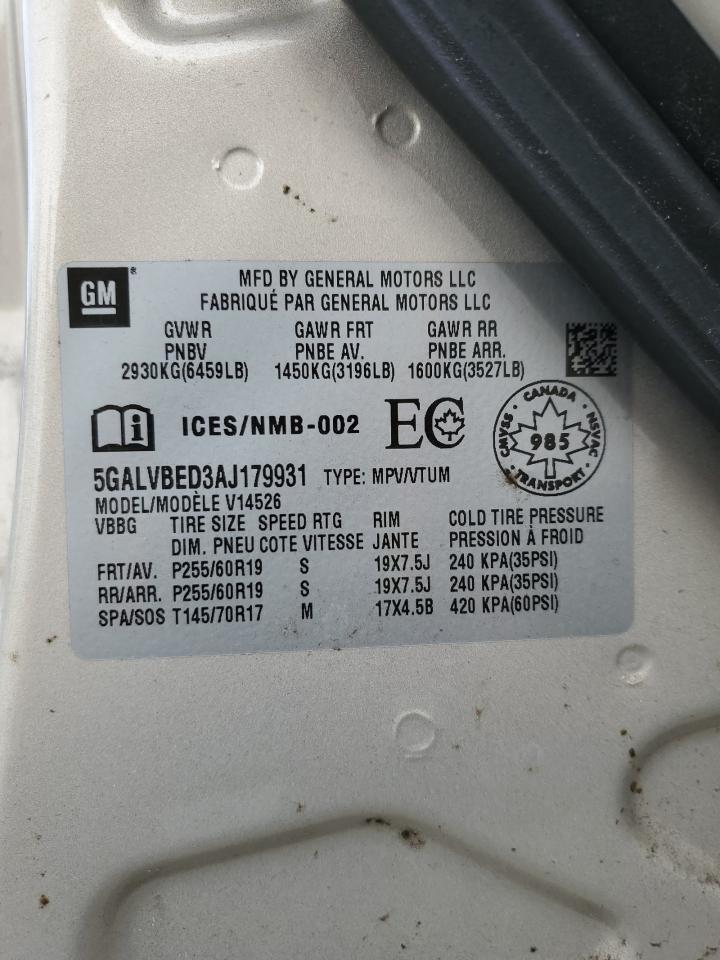 GM
MFD BY GENERAL MOTORS LLC
FABRIQUÉ PAR GENERAL MOTORS LLC
GVWR GAWR FRT GAWR RR
PNBV PNBE AV. PNBE ARR.
2930KG(6459LB) 1450KG(3196LB) 1600KG(3527LB)
i ICES/NMB-002 EC
CANADA
CMVSS 985 NSVAC
TRANSPORT
5GALVBED3AJ179931 TYPE: MPV/VTUM
MODEL/MODÈLE V14526
VBBG TIRE SIZE SPEED RTG RIM COLD TIRE PRESSURE
DIM. PNEU COTE VITESSE JANTE PRESSION À FROID
FRT/AV. P255/60R19 S 19X7.5J 240 KPA(35PSI)
RR/ARR. P255/60R19 S 19X7.5J 240 KPA(35PSI)
SPA/SOS T145/70R17 M 17X4.5B 420 KPA(60PSI)